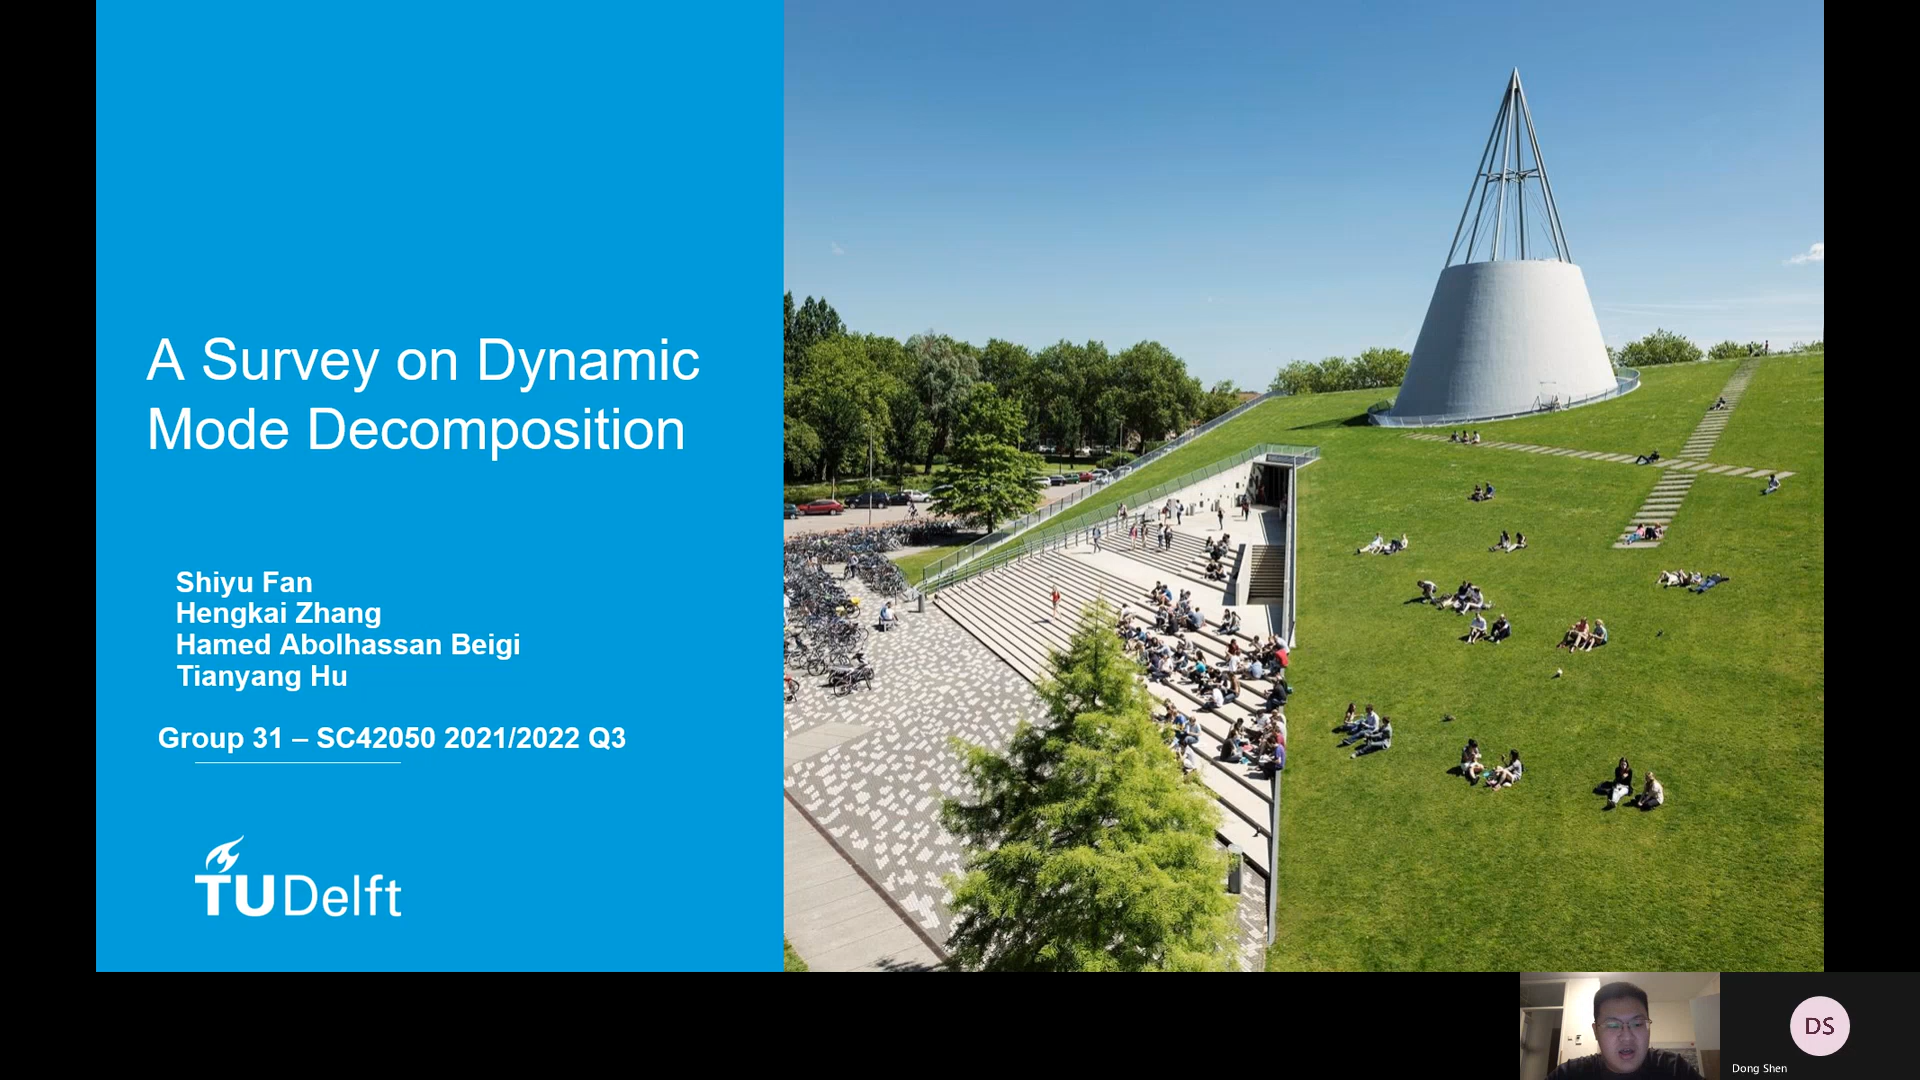 A Survey on Dynamic
Mode Decomposition
Shiyu Fan
Hengkai Zhang
Hamed Abolhassan Beigi
Tianyang Hu
Group 31 – SC42050 2021/2022 Q3
TU Delft
DS
Dong Shen